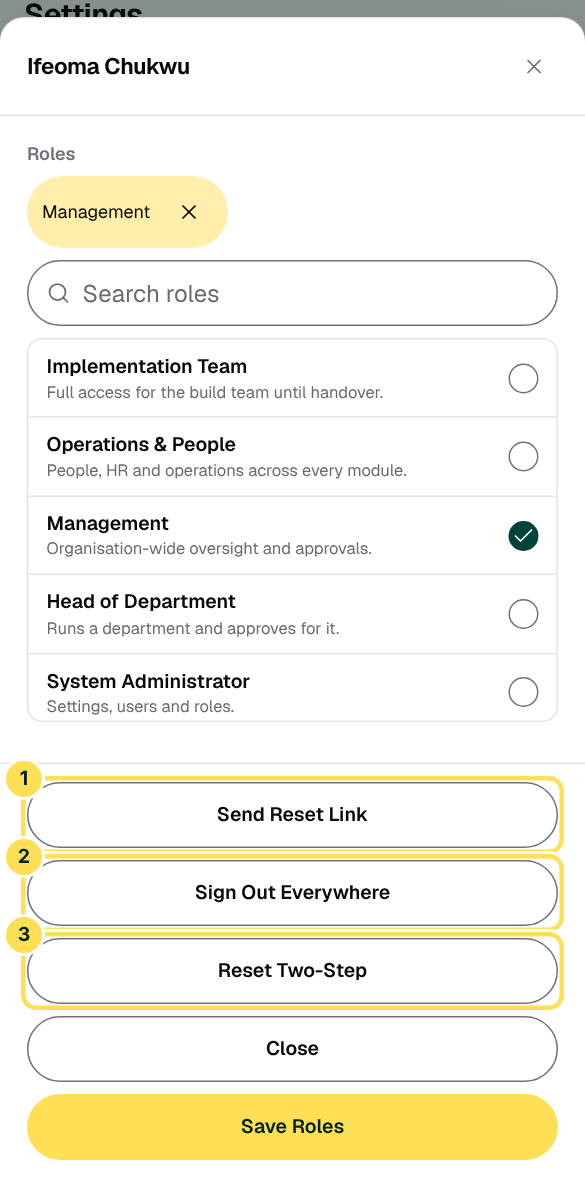 Settings
Ifeoma Chukwu
Roles
Management
Search roles
Implementation Team
Full access for the build team until handover.
Operations & People
People, HR and operations across every module.
Management
Organisation-wide oversight and approvals.
Head of Department
Runs a department and approves for it.
System Administrator
Settings, users and roles.
1
Send Reset Link
2
Sign Out Everywhere
3
Reset Two-Step
Close
Save Roles